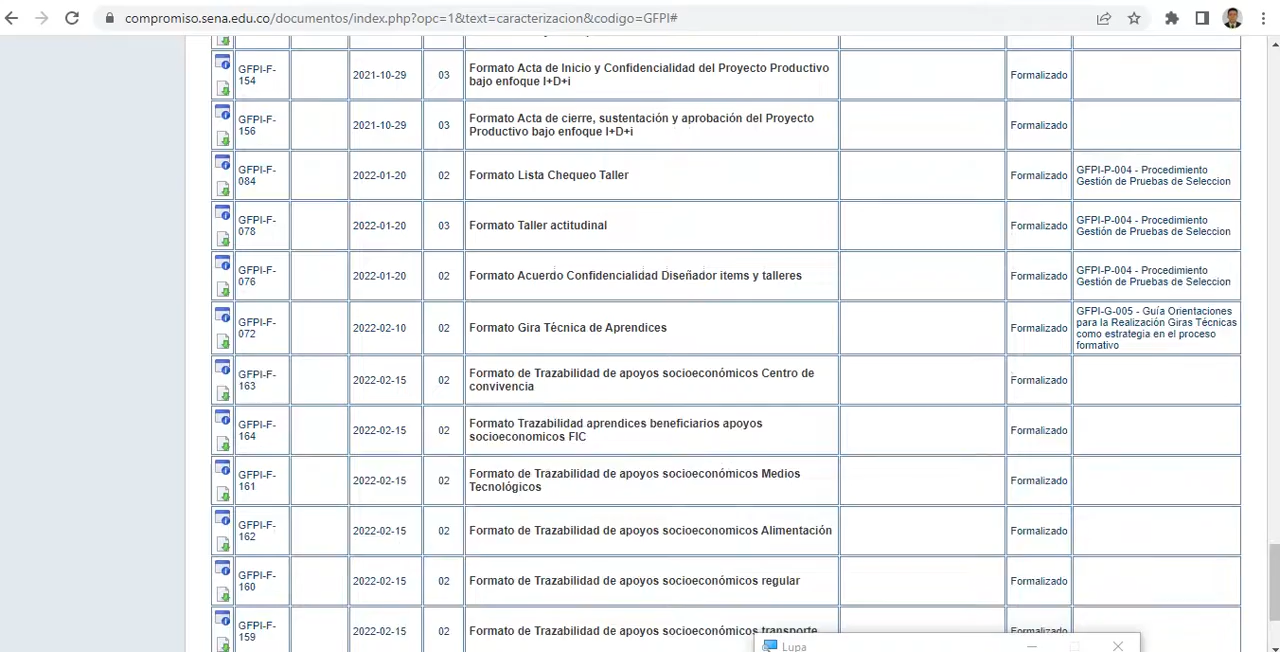 compromiso.sena.edu.co/documentos/index.php?opc=1&text=caracterizacion&codigo=GFPI#
GFPI-F-
154
2021-10-29
03
Formato Acta de Inicio y Confidencialidad del Proyecto Productivo
bajo enfoque I+D+i
Formalizado
GFPI-F-
156
2021-10-29
03
Formato Acta de cierre, sustentación y aprobación del Proyecto
Productivo bajo enfoque I+D+i
Formalizado
GFPI-F-
084
2022-01-20
02
Formato Lista Chequeo Taller
Formalizado
GFPI-P-004 - Procedimiento
Gestión de Pruebas de Seleccion
GFPI-F-
078
2022-01-20
03
Formato Taller actitudinal
Formalizado
GFPI-P-004 - Procedimiento
Gestión de Pruebas de Seleccion
GFPI-F-
076
2022-01-20
02
Formato Acuerdo Confidencialidad Diseñador items y talleres
Formalizado
GFPI-P-004 - Procedimiento
Gestión de Pruebas de Seleccion
GFPI-F-
072
2022-02-10
02
Formato Gira Técnica de Aprendices
Formalizado
GFPI-G-005 - Guía Orientaciones
para la Realización Giras Técnicas
como estrategia en el proceso
formativo
GFPI-F-
163
2022-02-15
02
Formato de Trazabilidad de apoyos socioeconómicos Centro de
convivencia
Formalizado
GFPI-F-
164
2022-02-15
02
Formato Trazabilidad aprendices beneficiarios apoyos
socioeconomicos FIC
Formalizado
GFPI-F-
161
2022-02-15
02
Formato de Trazabilidad de apoyos socioeconómicos Medios
Tecnológicos
Formalizado
GFPI-F-
162
2022-02-15
02
Formato de Trazabilidad de apoyos socioeconomicos Alimentación
Formalizado
GFPI-F-
160
2022-02-15
02
Formato de Trazabilidad de apoyos socioeconómicos regular
Formalizado
GFPI-F-
159
2022-02-15
02
Formato de Trazabilidad de apoyos socioeconómicos transporte
Formalizado
Lupa